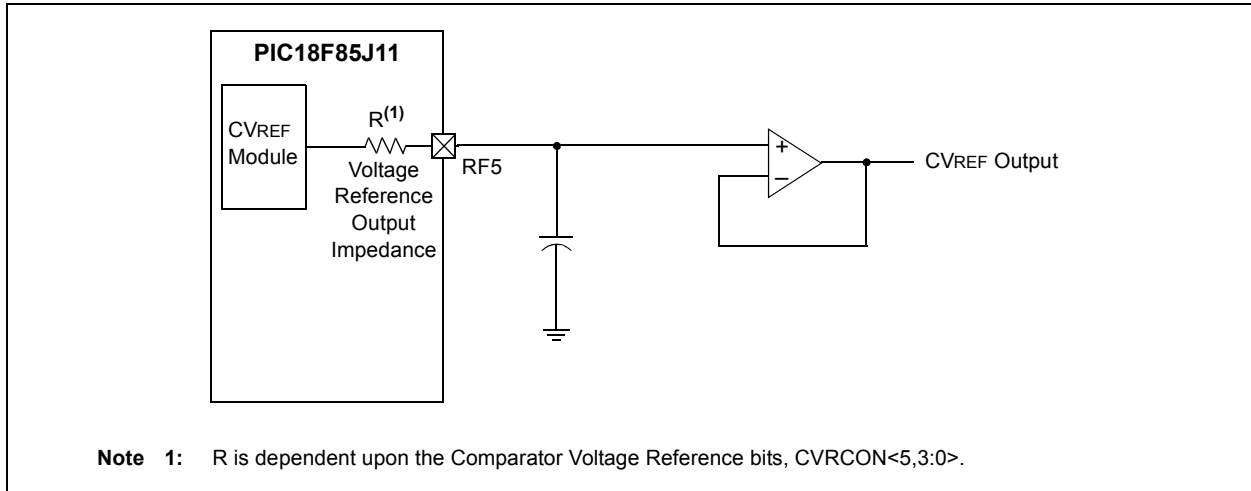 PIC18F85J11
CVREF
Module
R(1)
Voltage
Reference
Output
Impedance
RF5
+
–
CVREF Output
Note 1: R is dependent upon the Comparator Voltage Reference bits, CVRCON<5,3:0>.